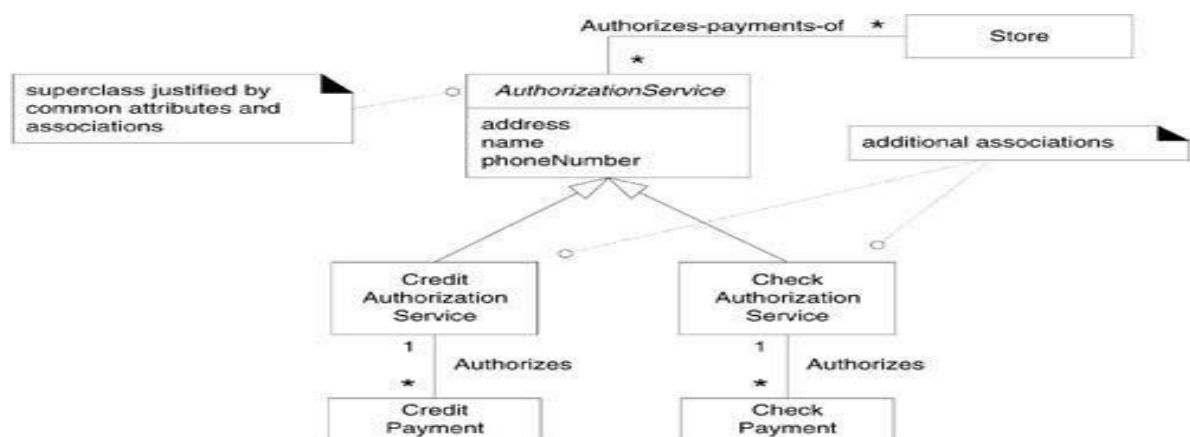 Authorizes-payments-of *
Store
*
superclass justified by
common attributes and
associations
AuthorizationService
address
name
phoneNumber
additional associations
Credit
Authorization
Service
Check
Authorization
Service
1
Authorizes
*
1
Authorizes
*
Credit
Payment
Check
Payment